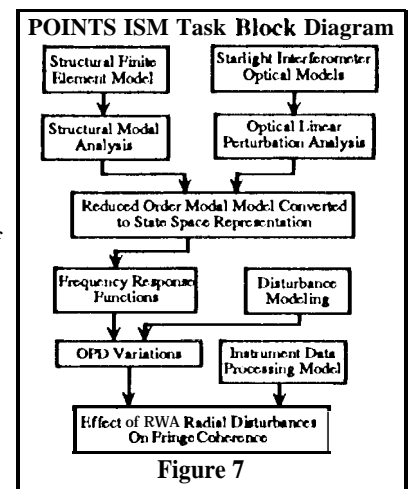 POINTS ISM Task Block Diagram
Structural Finite
Element Model
Starlight Interferometer
Optical Models
Structural Modal
Analysis
Optical Linear
Perturbation Analysis
Reduced Order Modal Model Converted
to State Space Representation
Frequency Response
Functions
Disturbance
Modeling
OPD Variations
Instrument Data
Processing Model
Effect of RWA Radial Disturbances
On Fringe Coherence
Figure 7